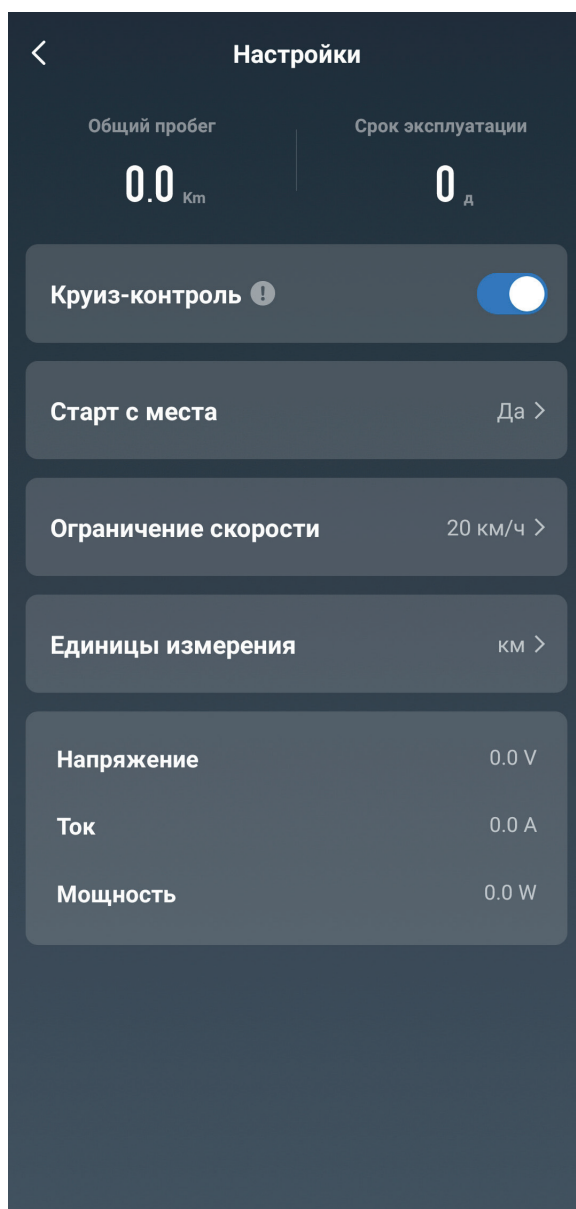 Настройки
Общий пробег
Срок эксплуатации
0.0 Km
0 д
Круиз-контроль
Старт с места
Да
Ограничение скорости
20 км/ч
Единицы измерения
км
Напряжение
0.0 V
Ток
0.0 A
Мощность
0.0 W